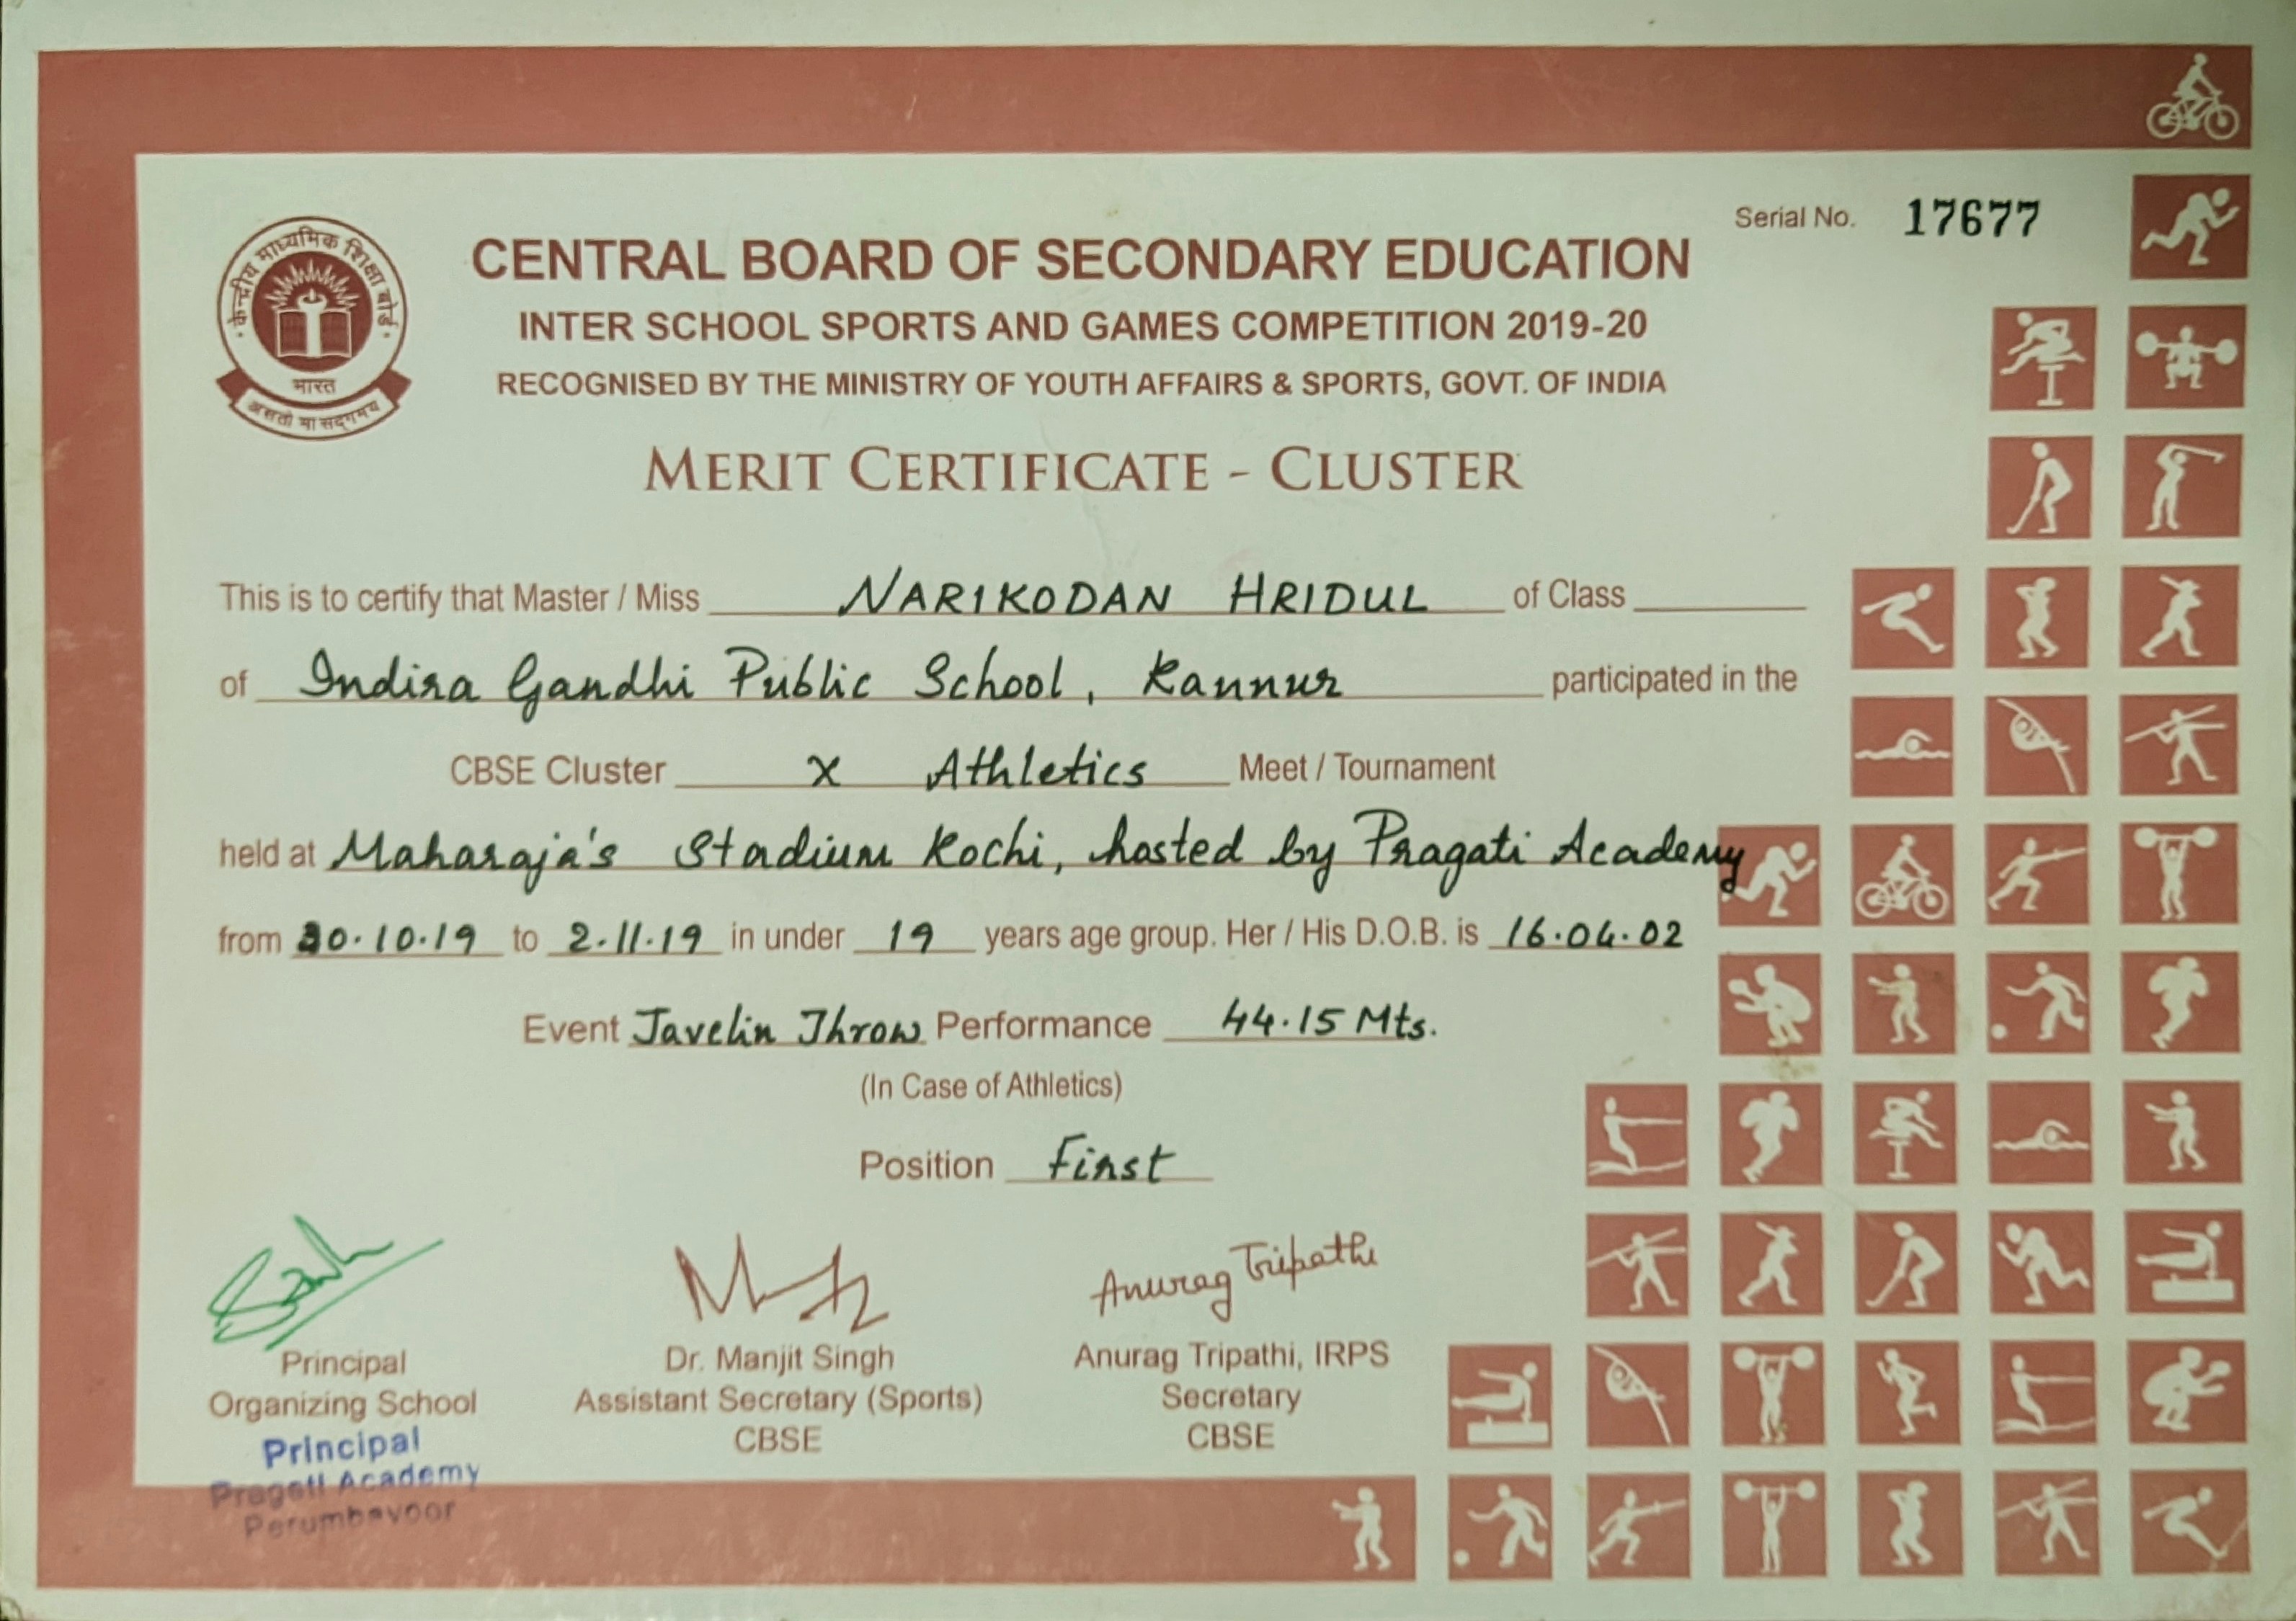 Serial No. 17677
केन्द्रीय माध्यमिक शिक्षा बोर्ड
भारत
असतो मा सद्गमय
CENTRAL BOARD OF SECONDARY EDUCATION
INTER SCHOOL SPORTS AND GAMES COMPETITION 2019-20
RECOGNISED BY THE MINISTRY OF YOUTH AFFAIRS & SPORTS, GOVT. OF INDIA
MERIT CERTIFICATE - CLUSTER
This is to certify that Master / Miss NARIKODAN HRIDUL of Class
of Indira Gandhi Public School, Kannur participated in the
CBSE Cluster X Athletics Meet / Tournament
held at Maharaja's Stadium Kochi, hosted by Pragati Academy
from 30.10.19 to 2.11.19 in under 19 years age group. Her / His D.O.B. is 16.04.02
Event Javelin Throw Performance 44.15 Mts.
(In Case of Athletics)
Position First
Anurag Tripathi
Principal
Organizing School
Principal
Pragati Academy
Perumbavoor
Dr. Manjit Singh
Assistant Secretary (Sports)
CBSE
Anurag Tripathi, IRPS
Secretary
CBSE